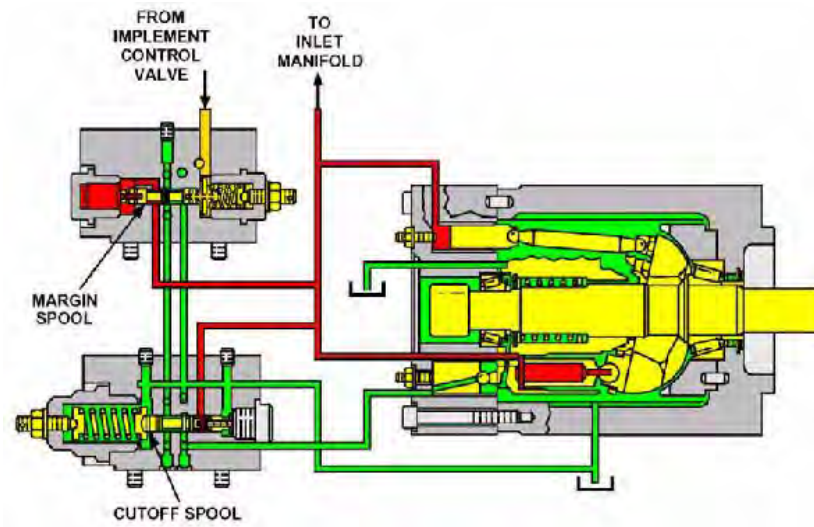 FROM
IMPLEMENT
CONTROL
VALVE
TO
INLET
MANIFOLD
MARGIN
SPOOL
CUTOFF SPOOL